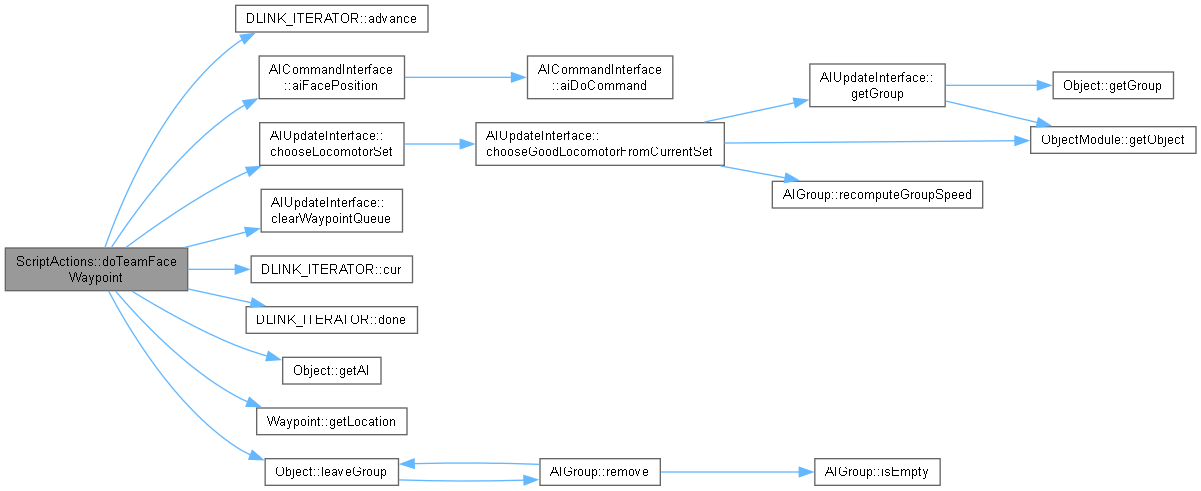 DLINK_ITERATOR::advance
AICommandInterface
::aiFacePosition
AICommandInterface
::aiDoCommand
AIUpdateInterface::
getGroup
Object::getGroup
AIUpdateInterface::
chooseLocomotorSet
AIUpdateInterface::
chooseGoodLocomotorFromCurrentSet
ObjectModule::getObject
AIGroup::recomputeGroupSpeed
AIUpdateInterface::
clearWaypointQueue
ScriptActions::doTeamFace
Waypoint
DLINK_ITERATOR::cur
DLINK_ITERATOR::done
Object::getAI
Waypoint::getLocation
Object::leaveGroup
AIGroup::remove
AIGroup::isEmpty